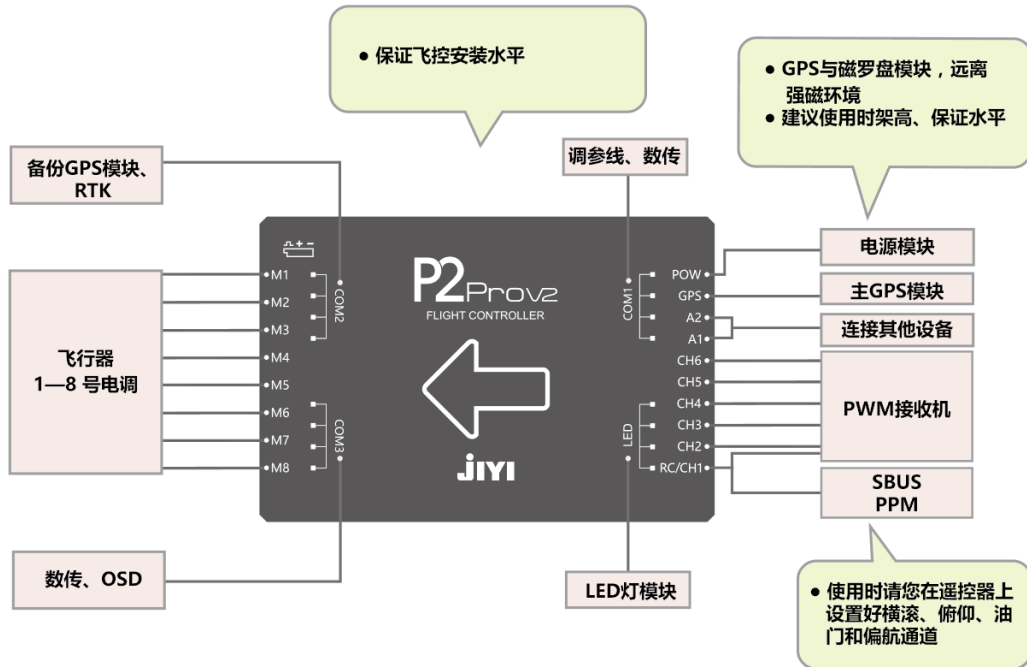 ● 保证飞控安装水平
● GPS与磁罗盘模块，远离
强磁环境
● 建议使用时架高、保证水平
备份GPS模块、
RTK
调参线、数传
电源模块
主GPS模块
连接其他设备
PWM接收机
SBUS
PPM
飞行器
1—8 号电调
M1
M2
M3
M4
M5
M6
M7
M8
COM2
COM3
P2 Prov2
FLIGHT CONTROLLER
JIYI
COM1
LED
POW
GPS
A2
A1
CH6
CH5
CH4
CH3
CH2
RC/CH1
数传、OSD
LED灯模块
● 使用时请您在遥控器上
设置好横滚、俯仰、油
门和偏航通道